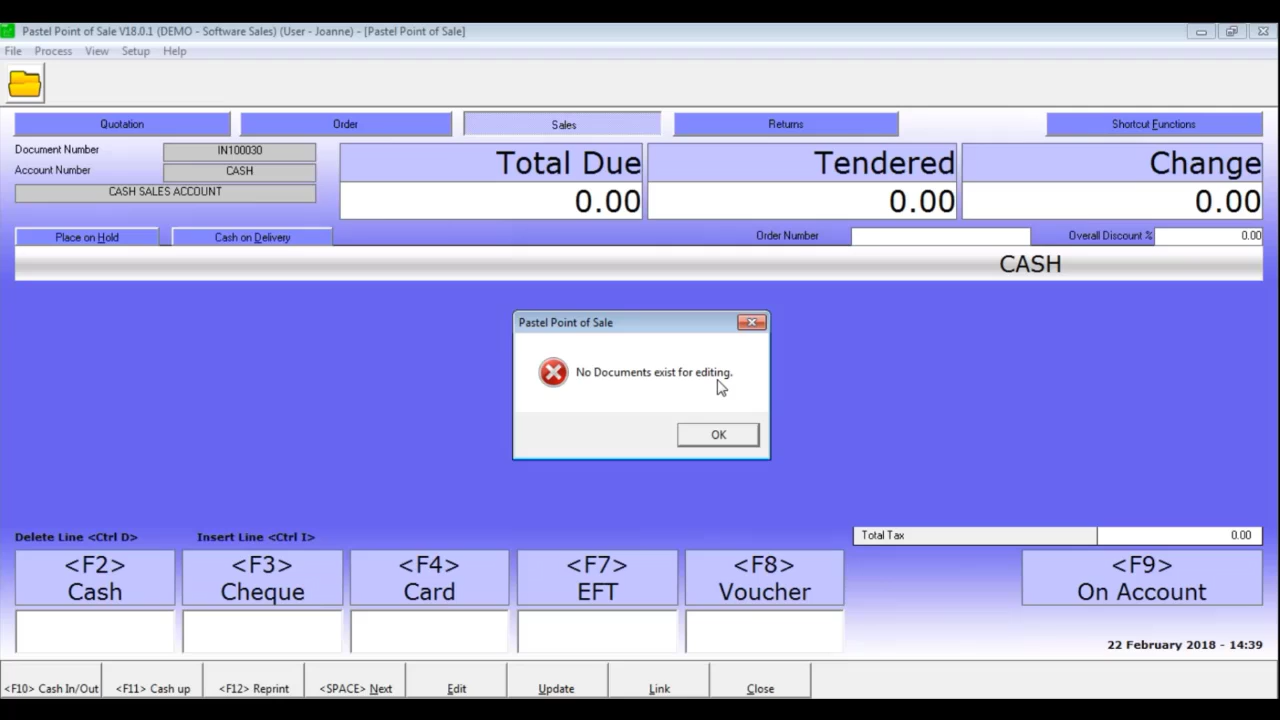 Pastel Point of Sale V18.0.1 (DEMO - Software Sales) (User - Joanne) - [Pastel Point of Sale]
File Process View Setup Help
Quotation Order Sales Returns Shortcut Functions
Document Number IN100030
Account Number CASH
CASH SALES ACCOUNT
Total Due Tendered Change
0.00 0.00 0.00
Place on Hold Cash on Delivery Order Number Overall Discount % 0.00
CASH
Pastel Point of Sale
No Documents exist for editing.
OK
Delete Line <Ctrl D> Insert Line <Ctrl I> Total Tax 0.00
<F2> <F3> <F4> <F7> <F8> <F9>
Cash Cheque Card EFT Voucher On Account
22 February 2018 - 14:39
<F10> Cash In/Out <F11> Cash up <F12> Reprint <SPACE> Next Edit Update Link Close